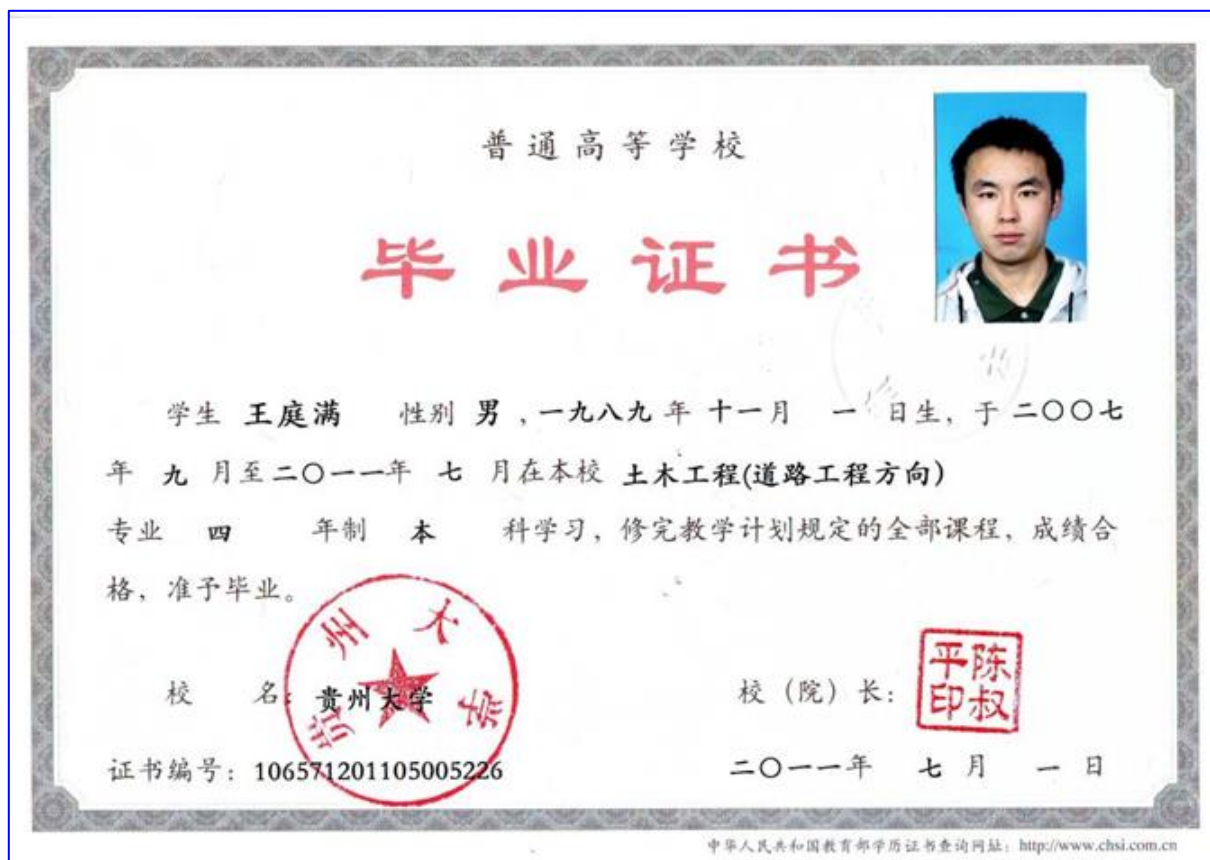 普通高等学校
毕业证书
学生 王庭满 性别 男 ,一九八九 年 十一月 一 日生, 于 二〇〇七
年 九 月至二〇一一年 七 月在本校 土木工程(道路工程方向)
专业 四 年制 本 科学习, 修完教学计划规定的全部课程, 成绩合
格, 准予毕业。
贵州大学
校 名: 贵州大学
校（院）长:
陈叔平印
证书编号: 106571201105005226
二〇一一年 七 月 一 日
中华人民共和国教育部学历证书查询网址: http://www.chsi.com.cn